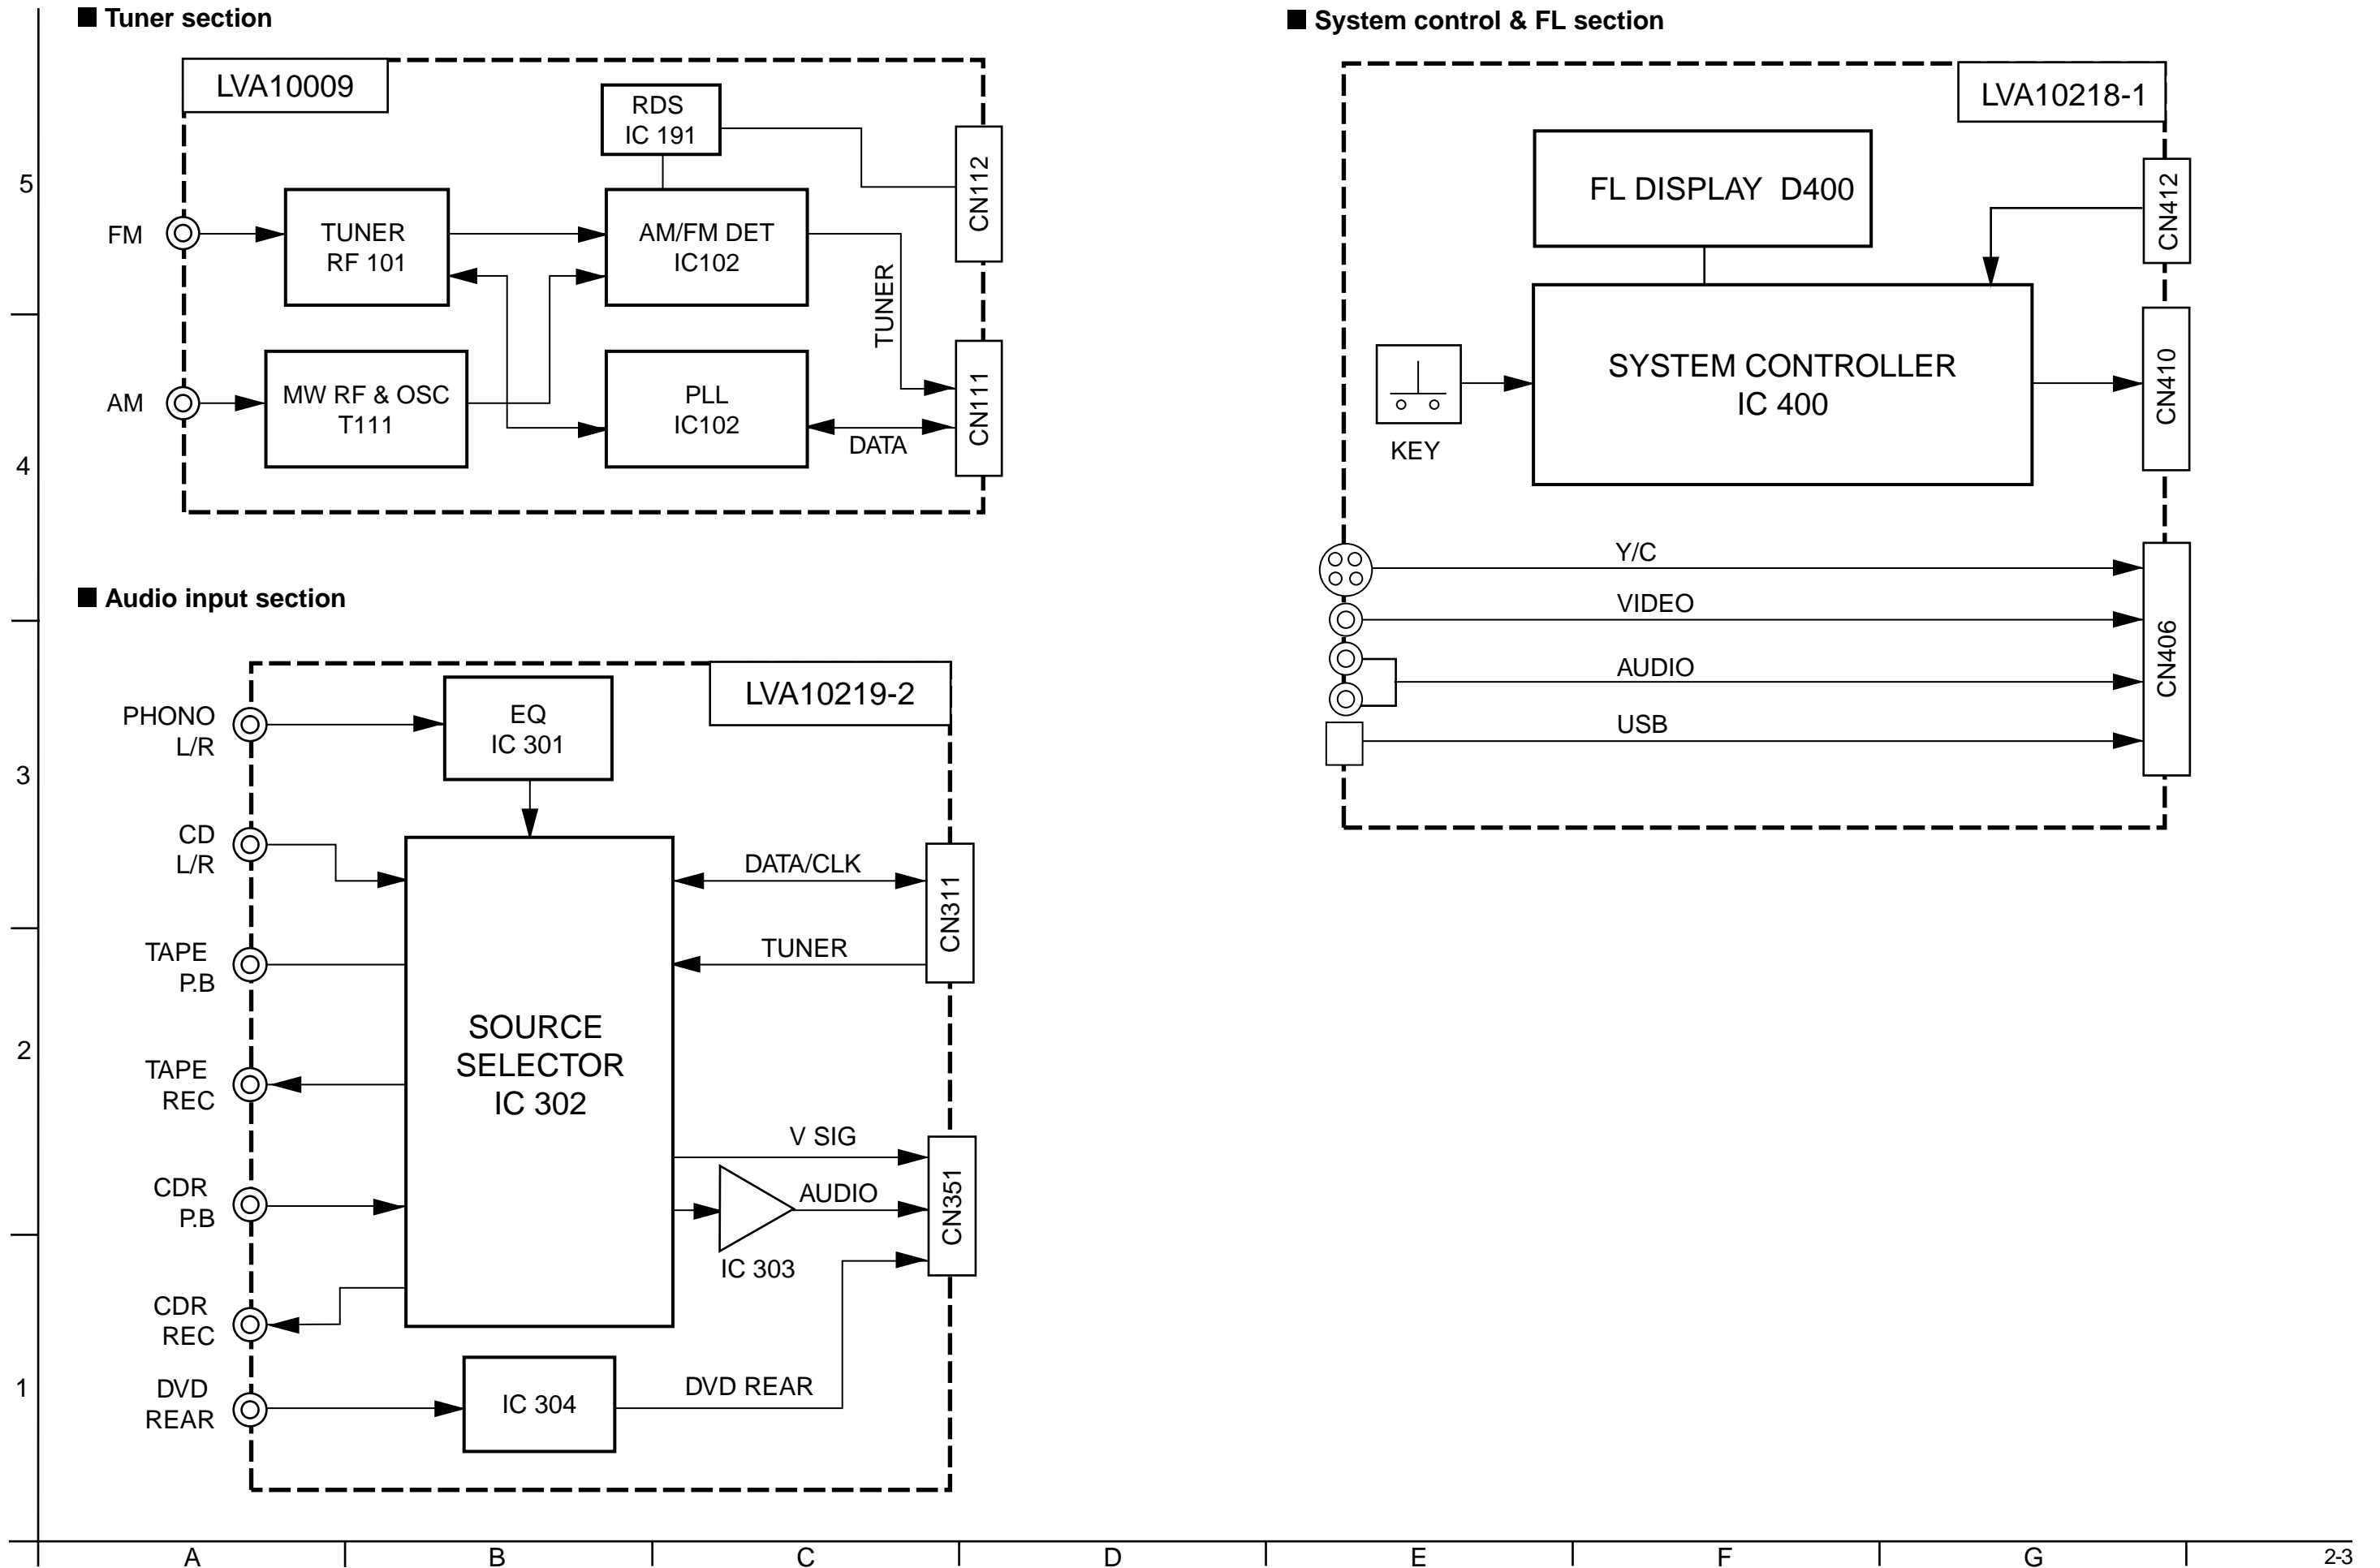 ■ Tuner section
LVA10009
RDS
IC 191
CN112
FM
TUNER
RF 101
AM/FM DET
IC102
TUNER
AM
MW RF & OSC
T111
PLL
IC102
DATA
CN111
■ System control & FL section
LVA10218-1
FL DISPLAY D400
CN412
SYSTEM CONTROLLER
IC 400
KEY
CN410
Y/C
VIDEO
AUDIO
USB
CN406
■ Audio input section
LVA10219-2
PHONO
L/R
EQ
IC 301
CD
L/R
DATA/CLK
CN311
TAPE
P.B
TUNER
SOURCE
SELECTOR
IC 302
TAPE
REC
V SIG
CDR
P.B
AUDIO
CN351
IC 303
CDR
REC
DVD
REAR
IC 304
DVD REAR
5
4
3
2
1
A
B
C
D
E
F
G
2-3